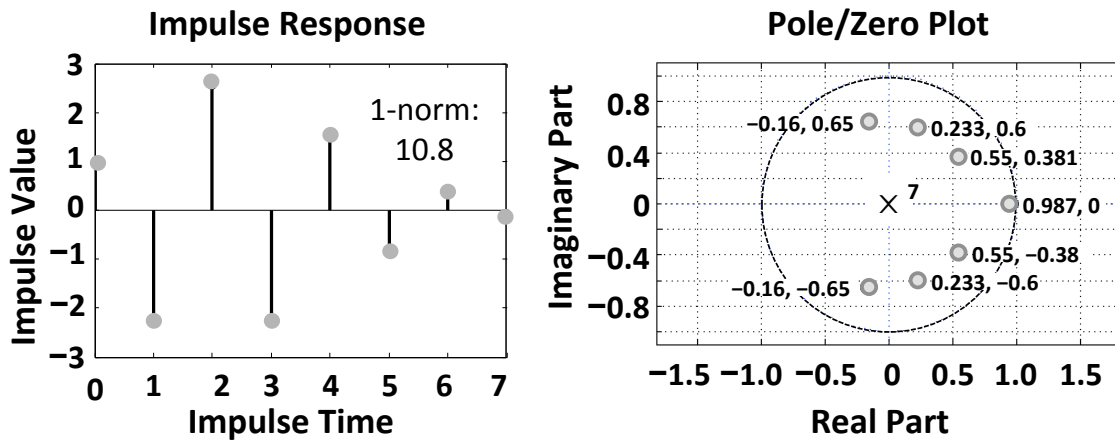 Impulse Response
Impulse Value
3
2
1
0
−1
−2
−3
1-norm:
10.8
0 1 2 3 4 5 6 7
Impulse Time
Pole/Zero Plot
Imaginary Part
0.8
0.4
0
−0.4
−0.8
−0.16, 0.65
0.233, 0.6
0.55, 0.381
7
0.987, 0
0.55, −0.38
−0.16, −0.65
0.233, −0.6
−1.5 −1.0 −0.5 0 0.5 1.0 1.5
Real Part